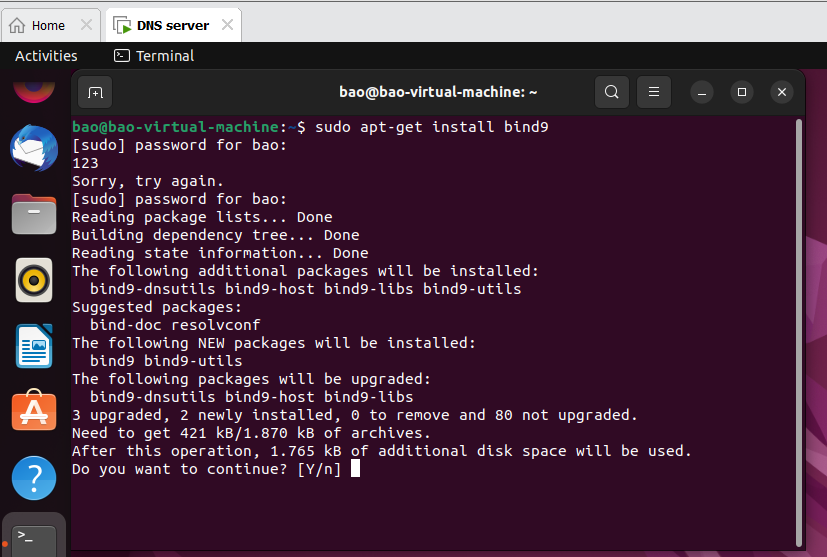 Home
DNS server
Activities
Terminal
bao@bao-virtual-machine: ~
bao@bao-virtual-machine:~$ sudo apt-get install bind9
[sudo] password for bao:
123
Sorry, try again.
[sudo] password for bao:
Reading package lists... Done
Building dependency tree... Done
Reading state information... Done
The following additional packages will be installed:
  bind9-dnsutils bind9-host bind9-libs bind9-utils
Suggested packages:
  bind-doc resolvconf
The following NEW packages will be installed:
  bind9 bind9-utils
The following packages will be upgraded:
  bind9-dnsutils bind9-host bind9-libs
3 upgraded, 2 newly installed, 0 to remove and 80 not upgraded.
Need to get 421 kB/1.870 kB of archives.
After this operation, 1.765 kB of additional disk space will be used.
Do you want to continue? [Y/n]